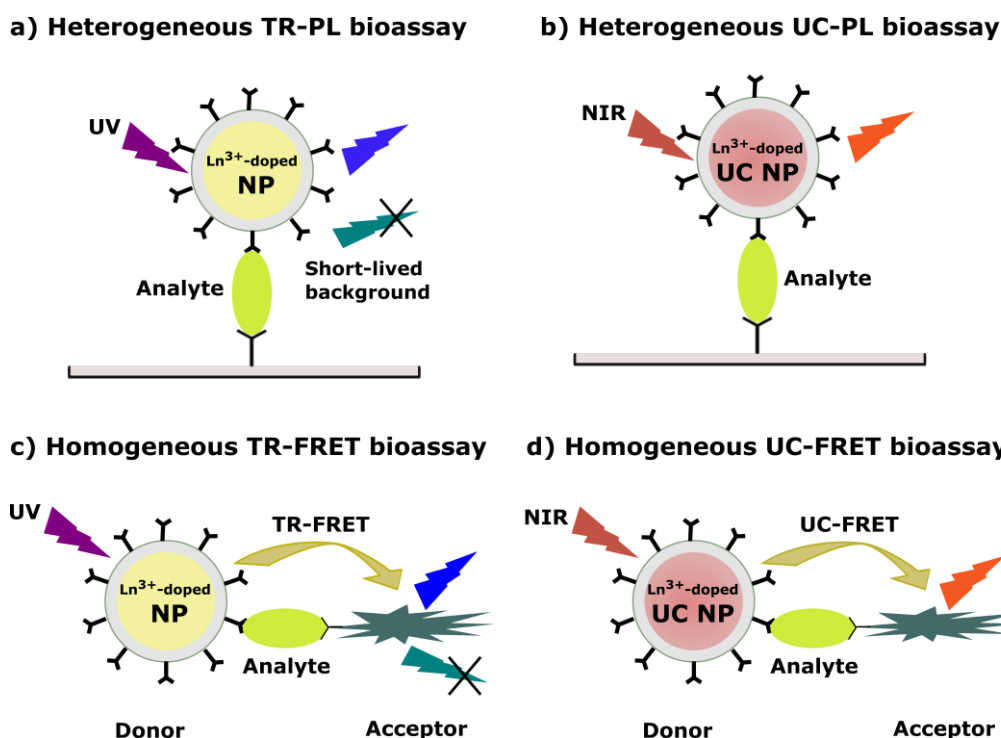 a) Heterogeneous TR-PL bioassay
UV
Ln³⁺-doped
NP
Analyte
Short-lived
background
b) Heterogeneous UC-PL bioassay
NIR
Ln³⁺-doped
UC NP
Analyte
c) Homogeneous TR-FRET bioassay
UV
TR-FRET
Ln³⁺-doped
NP
Analyte
Donor
Acceptor
d) Homogeneous UC-FRET bioassay
NIR
UC-FRET
Ln³⁺-doped
UC NP
Analyte
Donor
Acceptor